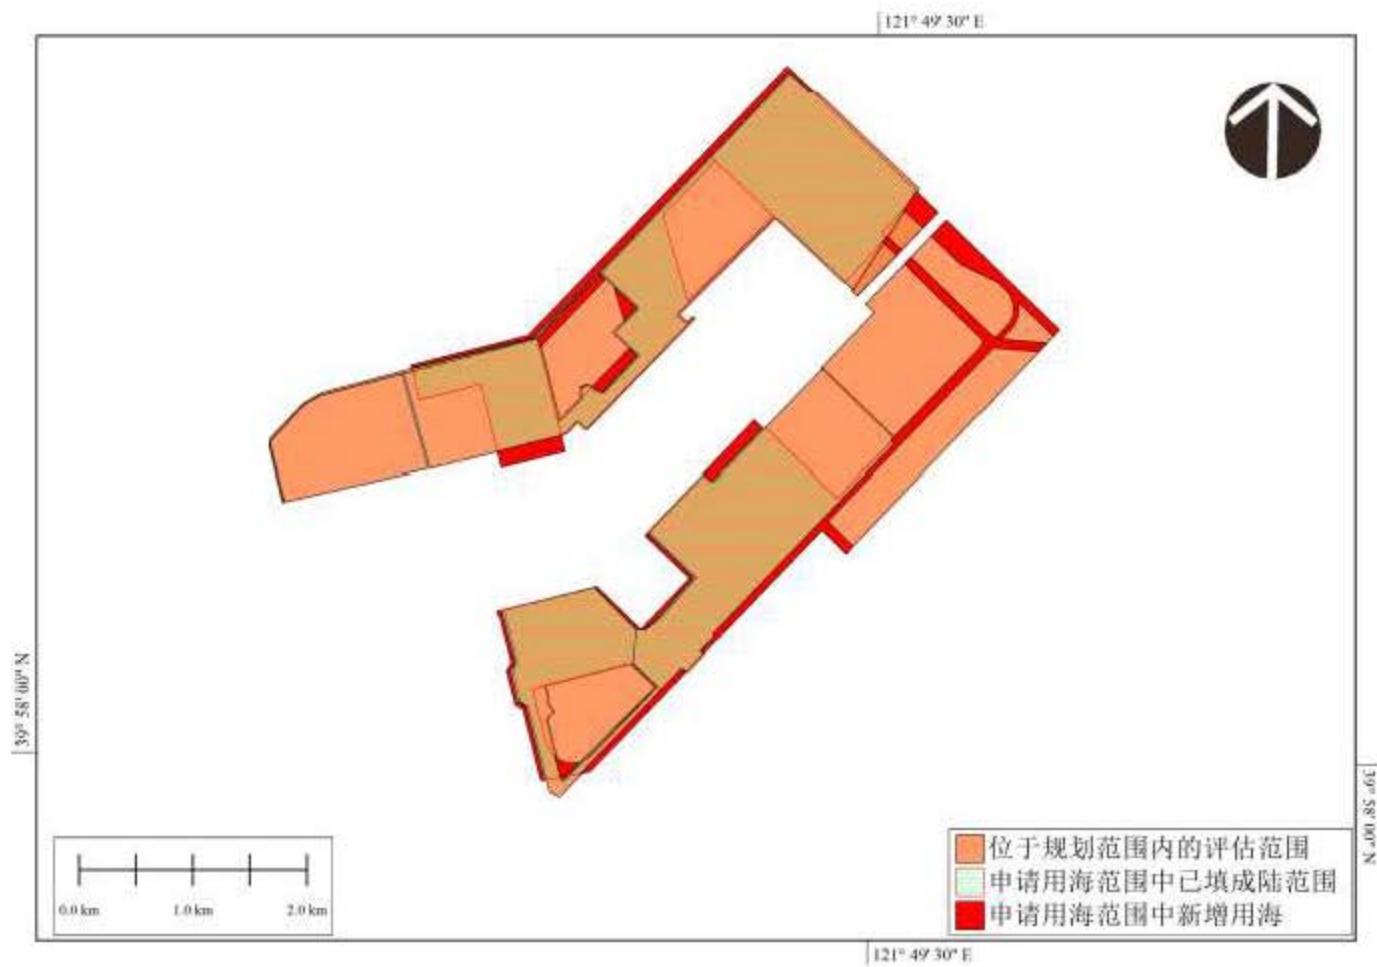 121° 49′ 30″ E
39° 58′ 00″ N
39° 58′ 00″ N
0.0 km 1.0 km 2.0 km
位于规划范围内的评估范围
申请用海范围中已填成陆范围
申请用海范围中新增用海
121° 49′ 30″ E